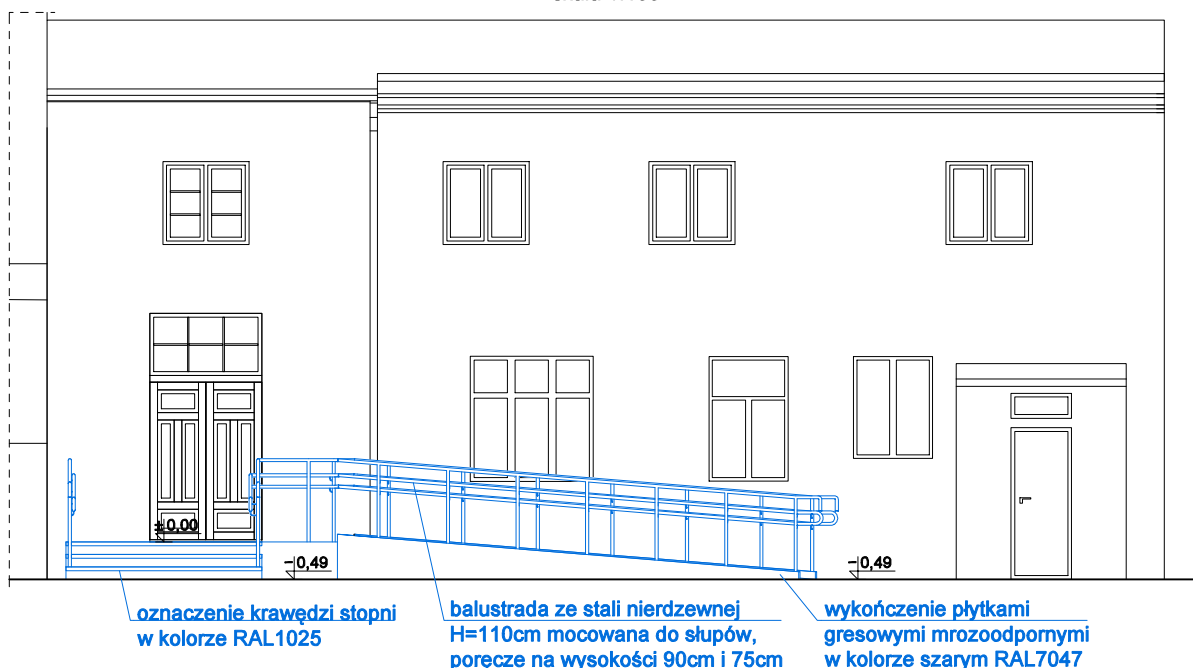 ±0,00
-0,49
-0,49
oznaczenie krawędzi stopni
w kolorze RAL1025
balustrada ze stali nierdzewnej
H=110cm mocowana do słupów,
poręcze na wysokości 90cm i 75cm
wykończenie płytkami
gresowymi mrozoodpornymi
w kolorze szarym RAL7047